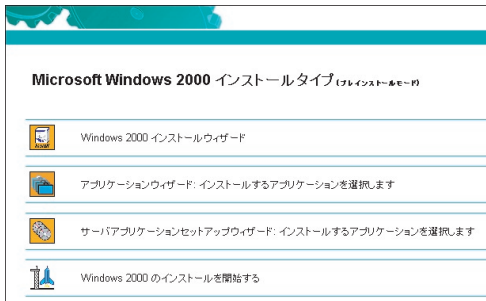 Microsoft Windows 2000 インストールタイプ(プレインストールモード)
Windows 2000 インストールウィザード
アプリケーションウィザード: インストールするアプリケーションを選択します
サーバアプリケーションセットアップウィザード: インストールするアプリケーションを選択します
Windows 2000 のインストールを開始する